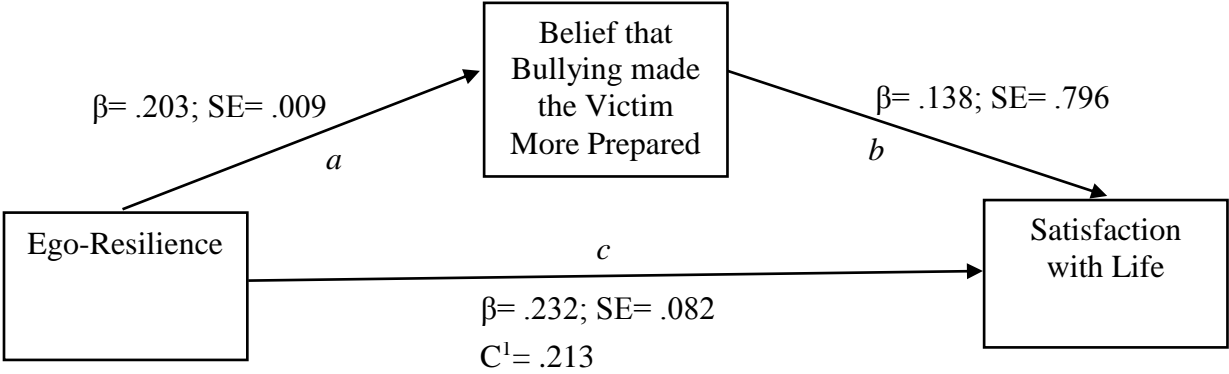 Belief that
Bullying made
the Victim
More Prepared
β= .203; SE= .009
a
β= .138; SE= .796
b
Ego-Resilience
c
Satisfaction
with Life
β= .232; SE= .082
C¹= .213